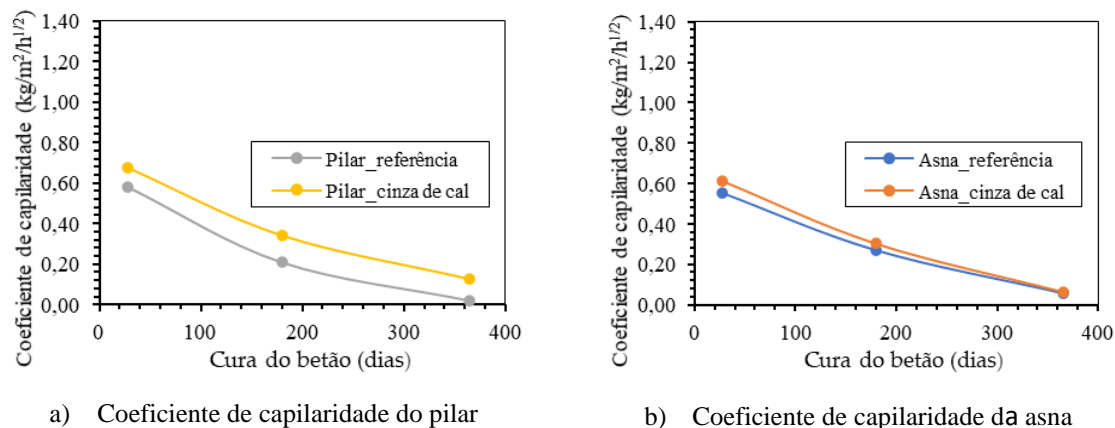 Coeficiente de capilaridade (kg/m²/h^1/2)
1,40
1,20
1,00
0,80
0,60
0,40
0,20
0,00
Pilar_referência
Pilar_cinza de cal
0 100 200 300 400
Cura do betão (dias)
a) Coeficiente de capilaridade do pilar
Coeficiente de capilaridade (kg/m²/h^1/2)
1,40
1,20
1,00
0,80
0,60
0,40
0,20
0,00
Asna_referência
Asna_cinza de cal
0 100 200 300 400
Cura do betão (dias)
b) Coeficiente de capilaridade da asna